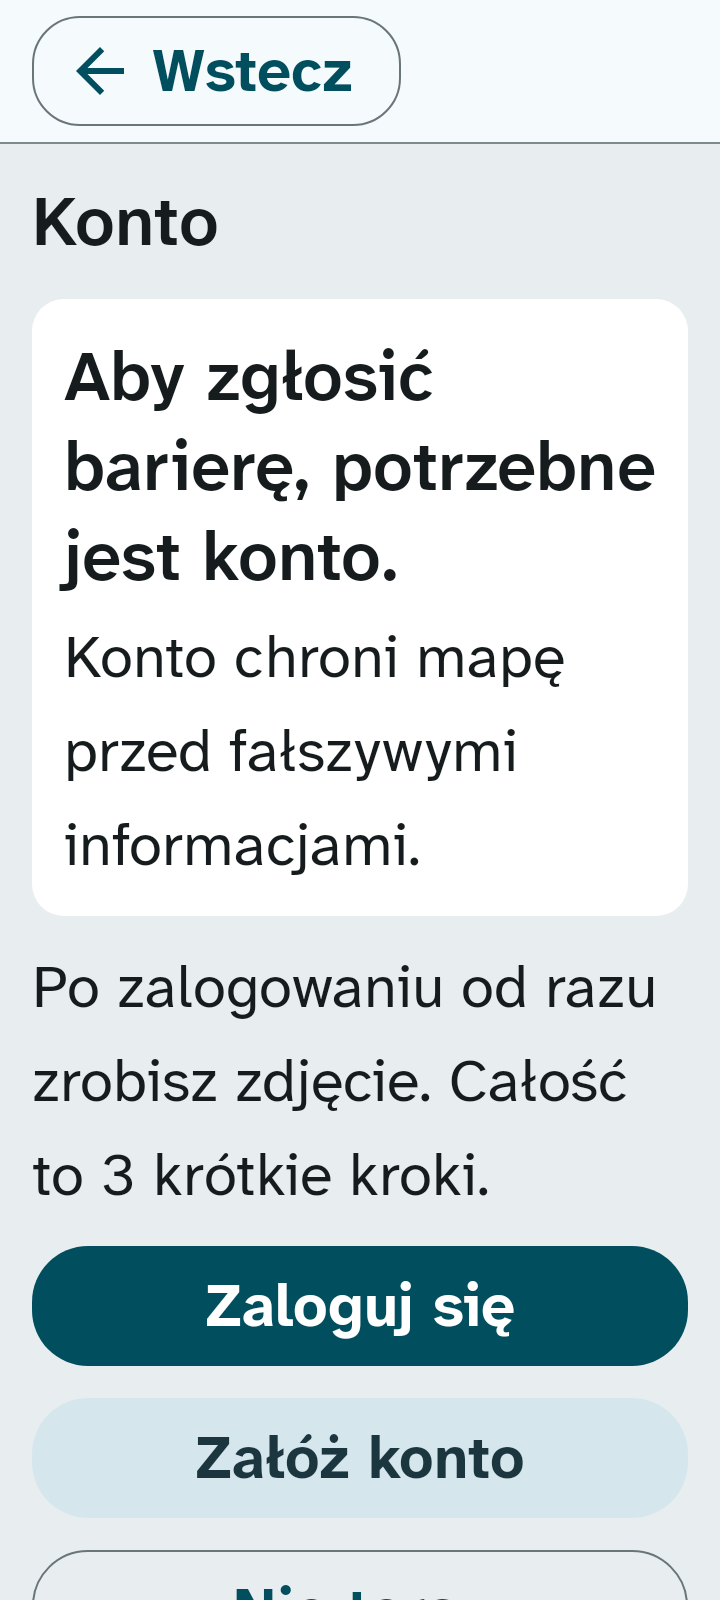 Wstecz
Konto
Aby zgłosić
barierę, potrzebne
jest konto.
Konto chroni mapę
przed fałszywymi
informacjami.
Po zalogowaniu od razu
zrobisz zdjęcie. Całość
to 3 krótkie kroki.
Zaloguj się
Załóż konto